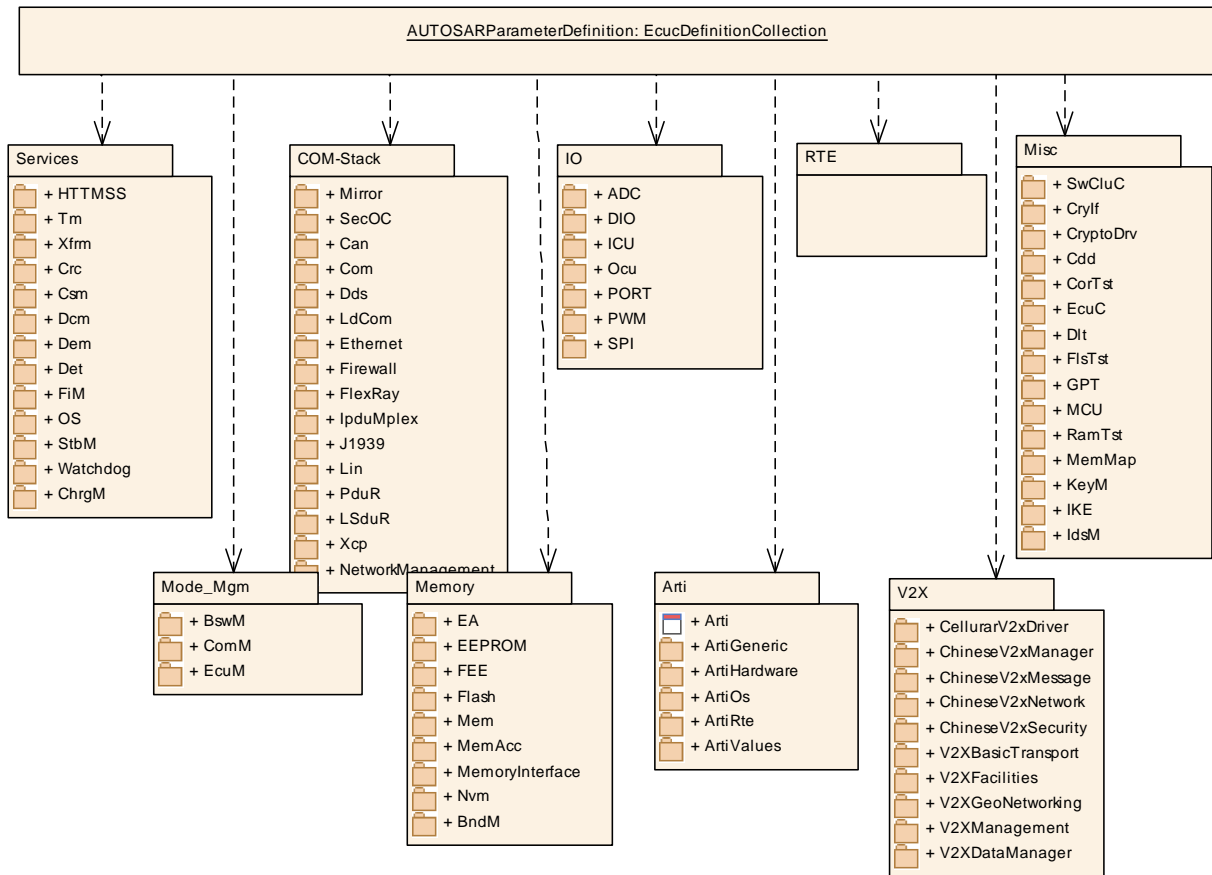 AUTOSARParameterDefinition: EcucDefinitionCollection
Services
+ HTTMSS
+ Tm
+ Xfrm
+ Crc
+ Csm
+ Dcm
+ Dem
+ Det
+ FiM
+ OS
+ StbM
+ Watchdog
+ ChrgM
COM-Stack
+ Mirror
+ SecOC
+ Can
+ Com
+ Dds
+ LdCom
+ Ethernet
+ Firewall
+ FlexRay
+ IpduMplex
+ J1939
+ Lin
+ PduR
+ LSduR
+ Xcp
+ NetworkManagement
IO
+ ADC
+ DIO
+ ICU
+ Ocu
+ PORT
+ PWM
+ SPI
RTE
Misc
+ SwCluC
+ CryIf
+ CryptoDrv
+ Cdd
+ CorTst
+ EcuC
+ Dlt
+ FlsTst
+ GPT
+ MCU
+ RamTst
+ MemMap
+ KeyM
+ IKE
+ IdsM
Mode_Mgm
+ BswM
+ ComM
+ EcuM
Memory
+ EA
+ EEPROM
+ FEE
+ Flash
+ Mem
+ MemAcc
+ MemoryInterface
+ Nvm
+ BndM
Arti
+ Arti
+ ArtiGeneric
+ ArtiHardware
+ ArtiOs
+ ArtiRte
+ ArtiValues
V2X
+ CellurarV2xDriver
+ ChineseV2xManager
+ ChineseV2xMessage
+ ChineseV2xNetwork
+ ChineseV2xSecurity
+ V2XBasicTransport
+ V2XFacilities
+ V2XGeoNetworking
+ V2XManagement
+ V2XDataManager